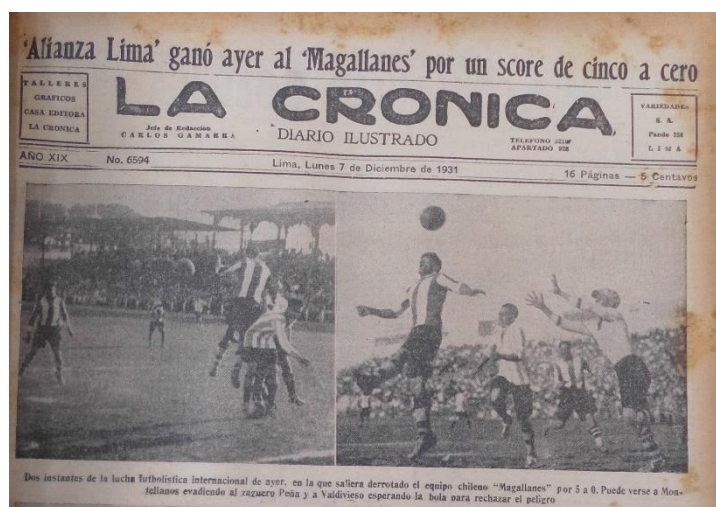 'Alianza Lima' ganó ayer al 'Magallanes' por un score de cinco a cero
TALLERES
GRAFICOS
CASA EDITORA
LA CRONICA
LA CRONICA
Jefe de Redacción
CARLOS GAMARRA
DIARIO ILUSTRADO
TELEFONO
APARTADO
VARIEDADES
S. A.
Pando
LIMA
AÑO XIX No. 6594 Lima, Lunes 7 de Diciembre de 1931 16 Páginas — 5 Centavos
Dos instantes de la lucha futbolística internacional de ayer, en la que saliera derrotado el equipo chileno "Magallanes" por 5 a 0. Puede verse a Mon-
tellanos evadiendo al zaguero Peña y a Valdivieso esperando la bola para rechazar el peligro